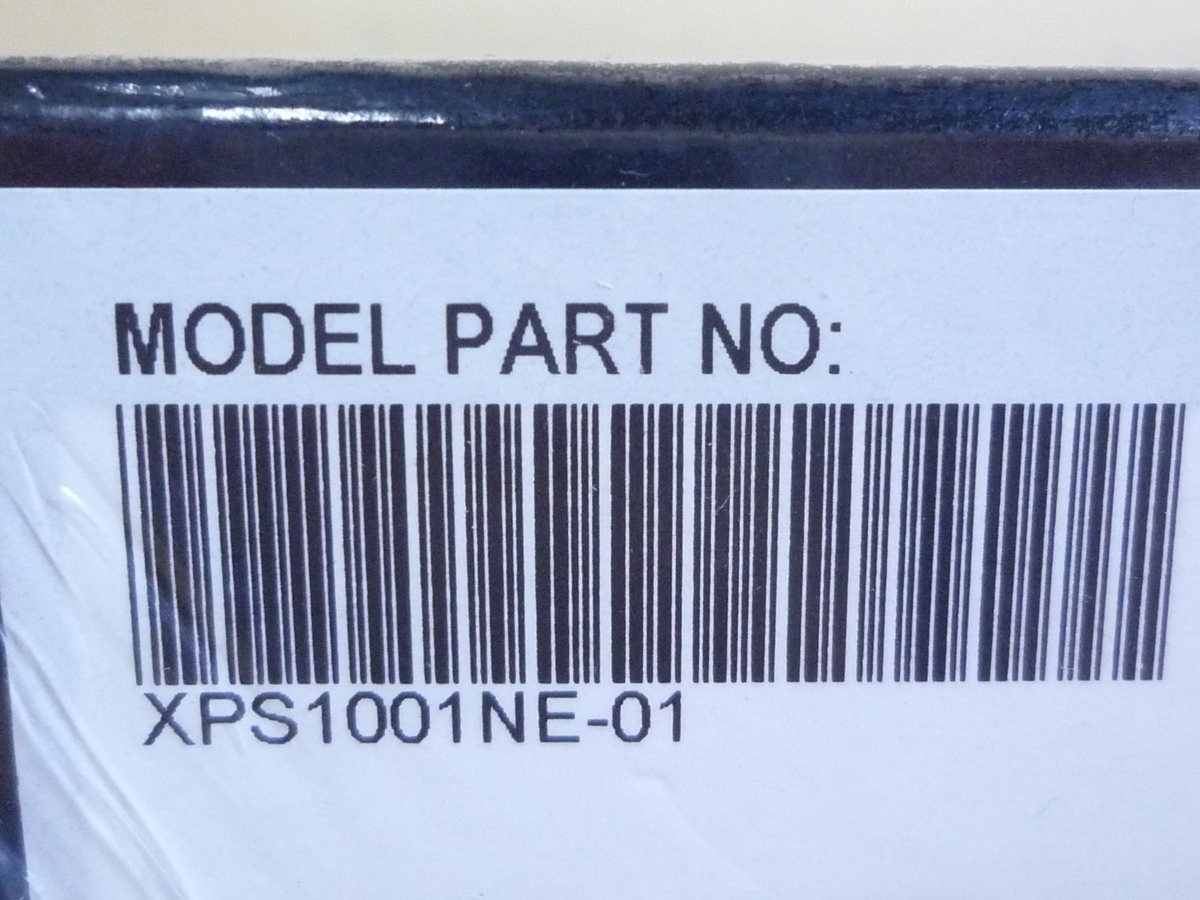 MODEL PART NO:
XPS1001NE-01